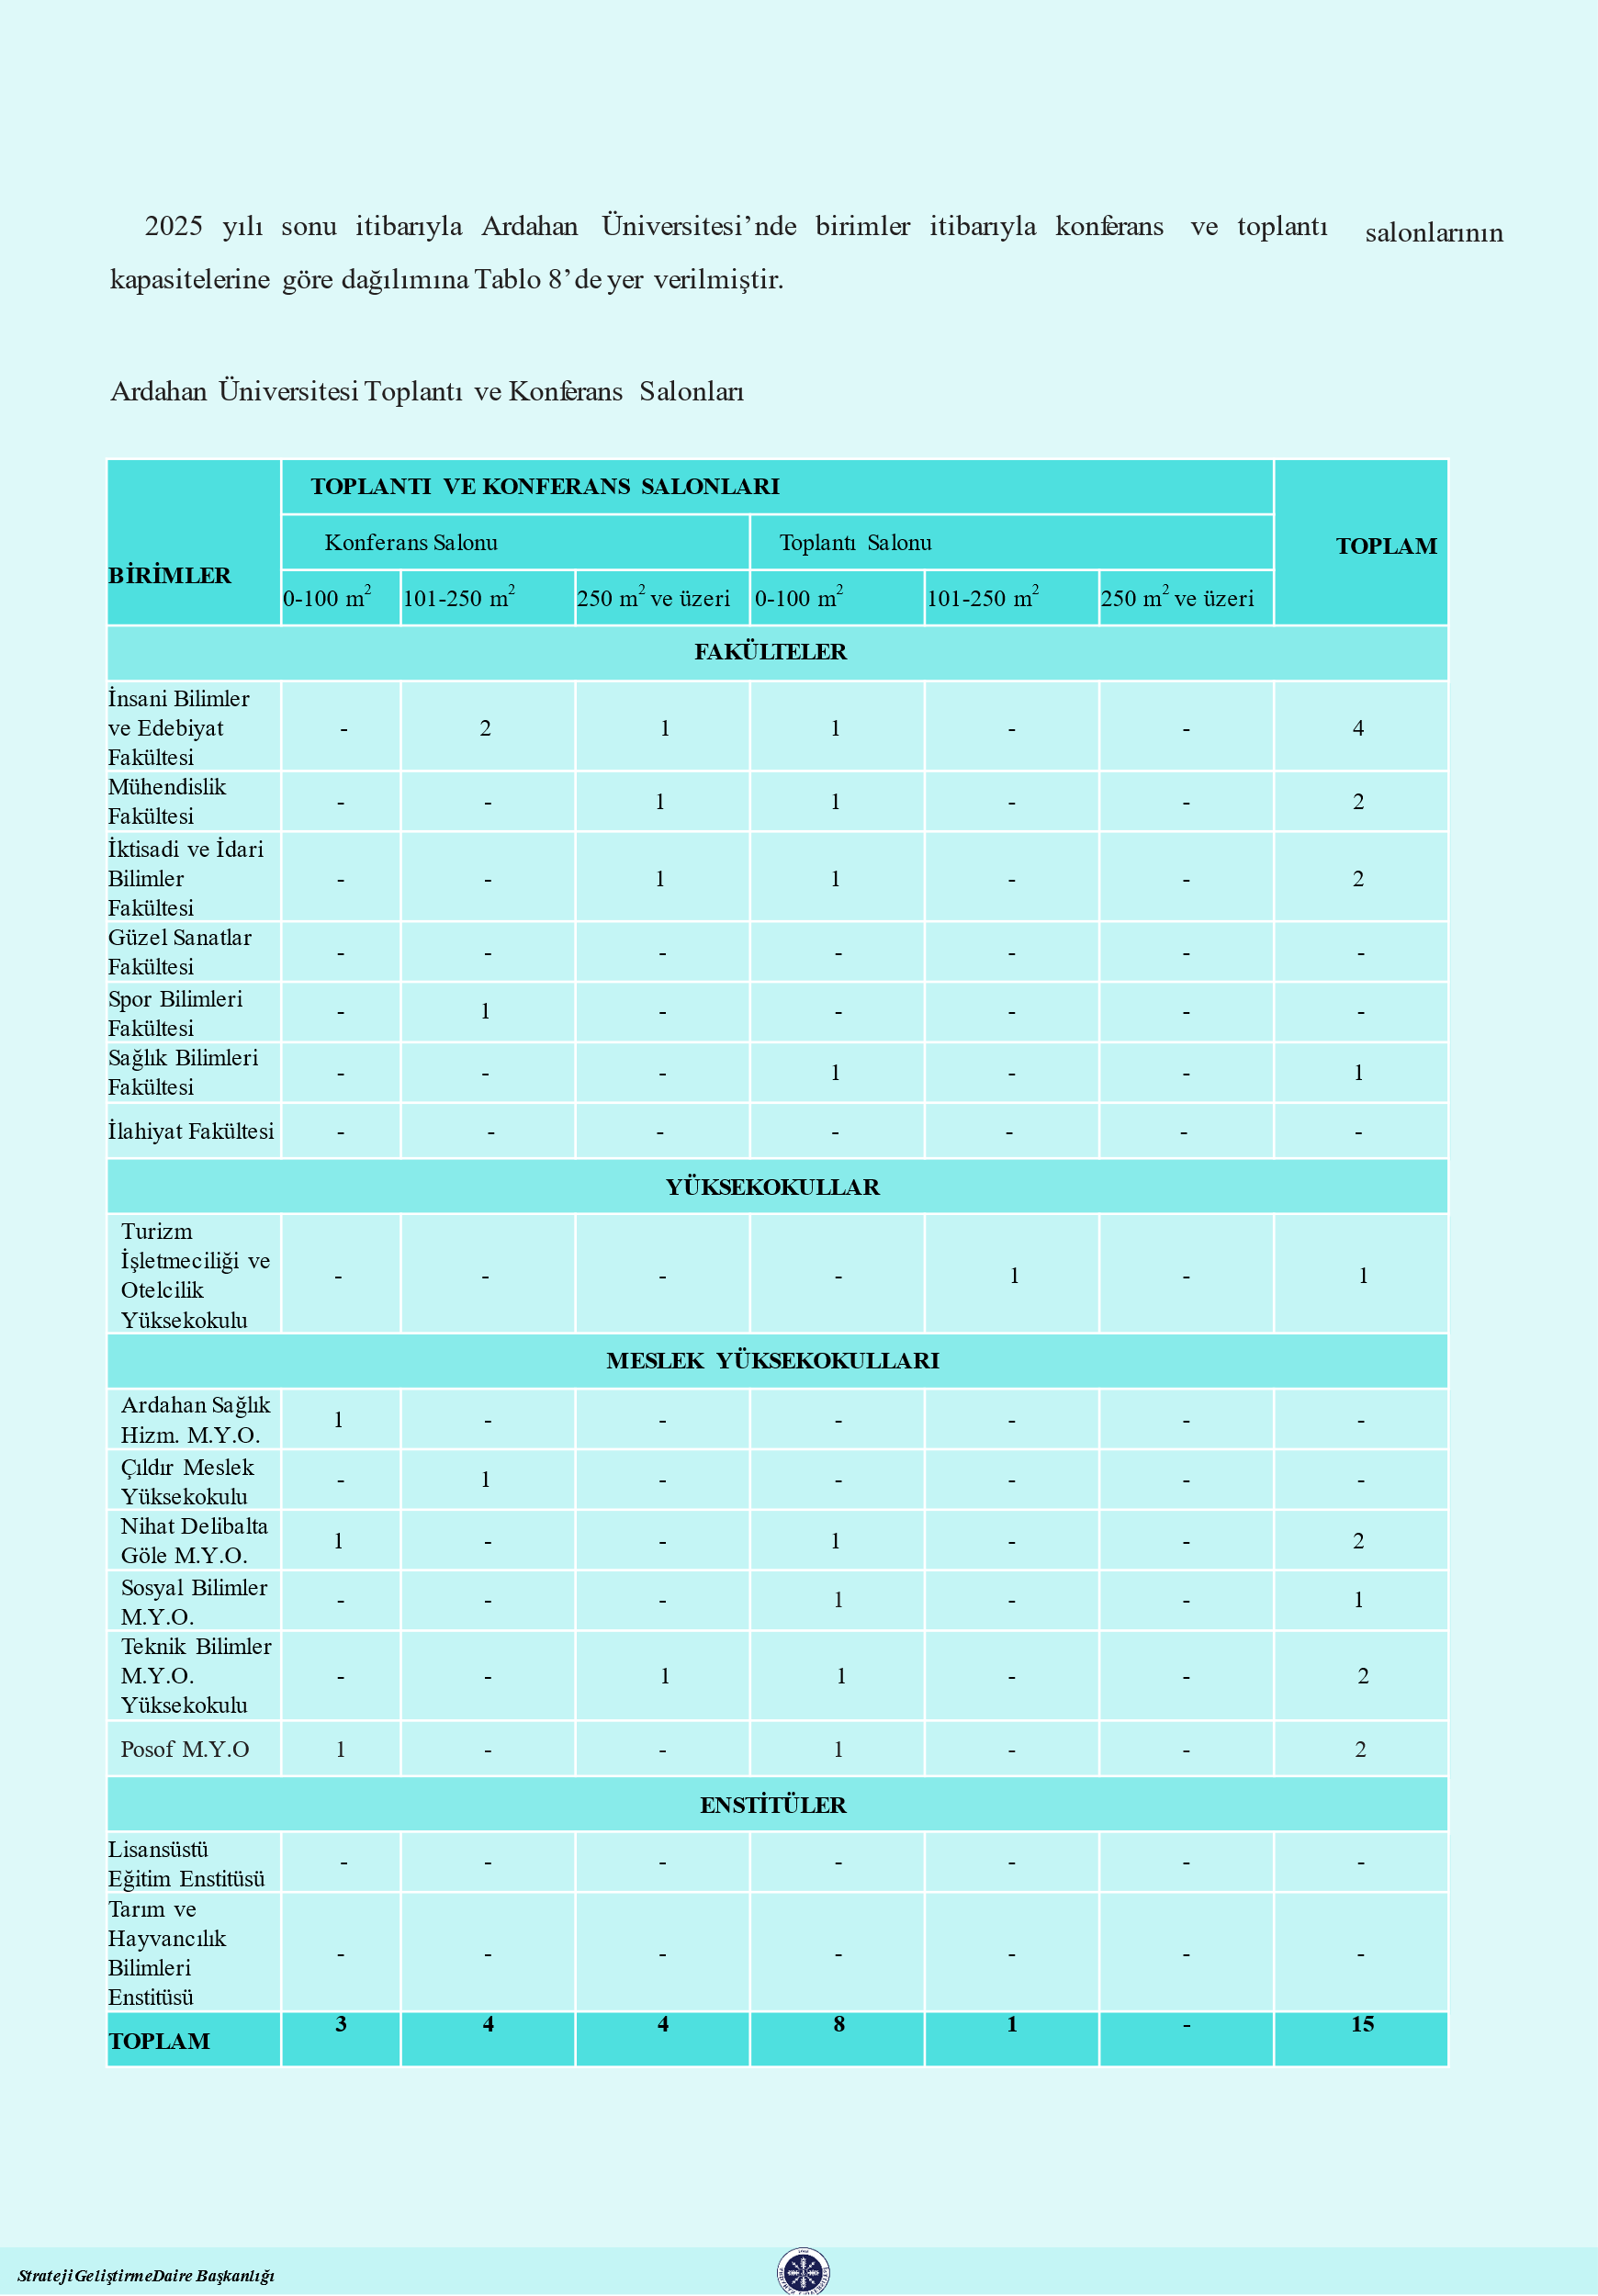 2025 yılı sonu itibarıyla Ardahan Üniversitesi’nde birimler itibarıyla konferans ve toplantı salonlarının
kapasitelerine göre dağılımına Tablo 8’de yer verilmiştir.
Ardahan Üniversitesi Toplantı ve Konferans Salonları
BİRİMLER
TOPLANTI VE KONFERANS SALONLARI
TOPLAM
Konferans Salonu Toplantı Salonu
0-100 m² 101-250 m² 250 m² ve üzeri 0-100 m² 101-250 m² 250 m² ve üzeri
FAKÜLTELER
İnsani Bilimler
ve Edebiyat
Fakültesi
- 2 1 1 - - 4
Mühendislik
Fakültesi
- - 1 1 - - 2
İktisadi ve İdari
Bilimler
Fakültesi
- - 1 1 - - 2
Güzel Sanatlar
Fakültesi
- - - - - - -
Spor Bilimleri
Fakültesi
- 1 - - - - -
Sağlık Bilimleri
Fakültesi
- - - 1 - - 1
İlahiyat Fakültesi - - - - - - -
YÜKSEKOKULLAR
Turizm
İşletmeciliği ve
Otelcilik
Yüksekokulu
- - - - 1 - 1
MESLEK YÜKSEKOKULLARI
Ardahan Sağlık
Hizm. M.Y.O.
1 - - - - - -
Çıldır Meslek
Yüksekokulu
- 1 - - - - -
Nihat Delibalta
Göle M.Y.O.
1 - - 1 - - 2
Sosyal Bilimler
M.Y.O.
- - - 1 - - 1
Teknik Bilimler
M.Y.O.
Yüksekokulu
- - 1 1 - - 2
Posof M.Y.O 1 - - 1 - - 2
ENSTİTÜLER
Lisansüstü
Eğitim Enstitüsü
- - - - - - -
Tarım ve
Hayvancılık
Bilimleri
Enstitüsü
- - - - - - -
TOPLAM 3 4 4 8 1 - 15
Strateji GeliştirmeDaire Başkanlığı